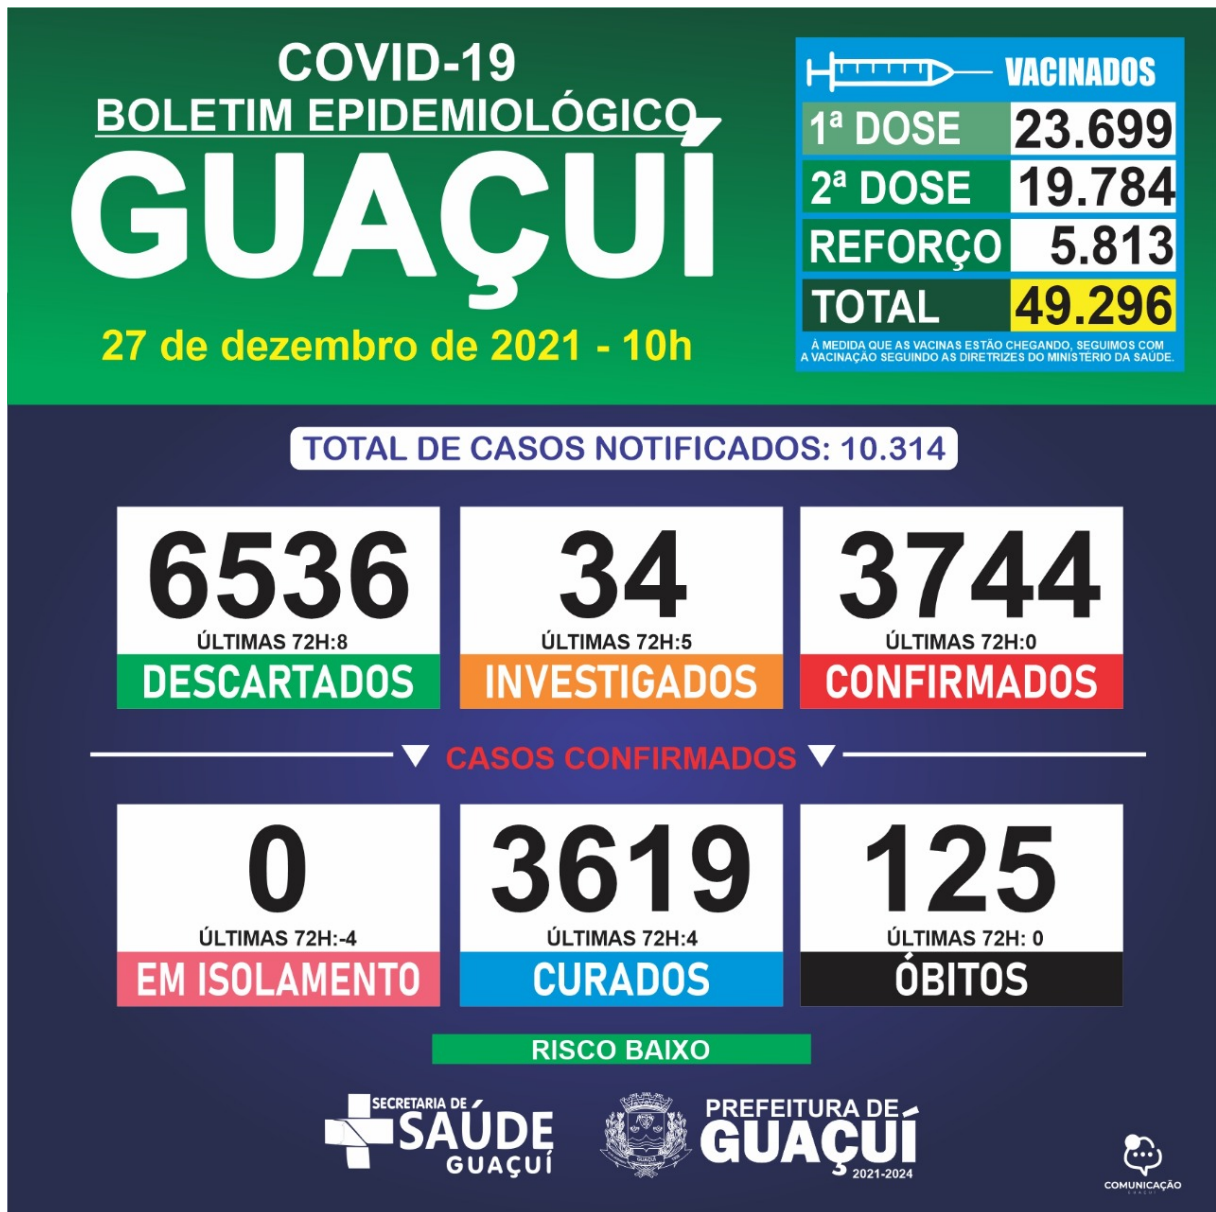 COVID-19
BOLETIM EPIDEMIOLÓGICO
GUAÇUÍ
27 de dezembro de 2021 - 10h
VACINADOS
1ª DOSE 23.699
2ª DOSE 19.784
REFORÇO 5.813
TOTAL 49.296
À MEDIDA QUE AS VACINAS ESTÃO CHEGANDO, SEGUIMOS COM
A VACINAÇÃO SEGUINDO AS DIRETRIZES DO MINISTÉRIO DA SAÚDE.
TOTAL DE CASOS NOTIFICADOS: 10.314
6536
ÚLTIMAS 72H:8
DESCARTADOS
34
ÚLTIMAS 72H:5
INVESTIGADOS
3744
ÚLTIMAS 72H:0
CONFIRMADOS
CASOS CONFIRMADOS
0
ÚLTIMAS 72H:-4
EM ISOLAMENTO
3619
ÚLTIMAS 72H:4
CURADOS
125
ÚLTIMAS 72H: 0
ÓBITOS
RISCO BAIXO
SECRETARIA DE
SAÚDE
GUAÇUÍ
GUAÇUÍ
PREFEITURA DE
GUAÇUÍ
2021-2024
COMUNICAÇÃO
GUAÇUÍ